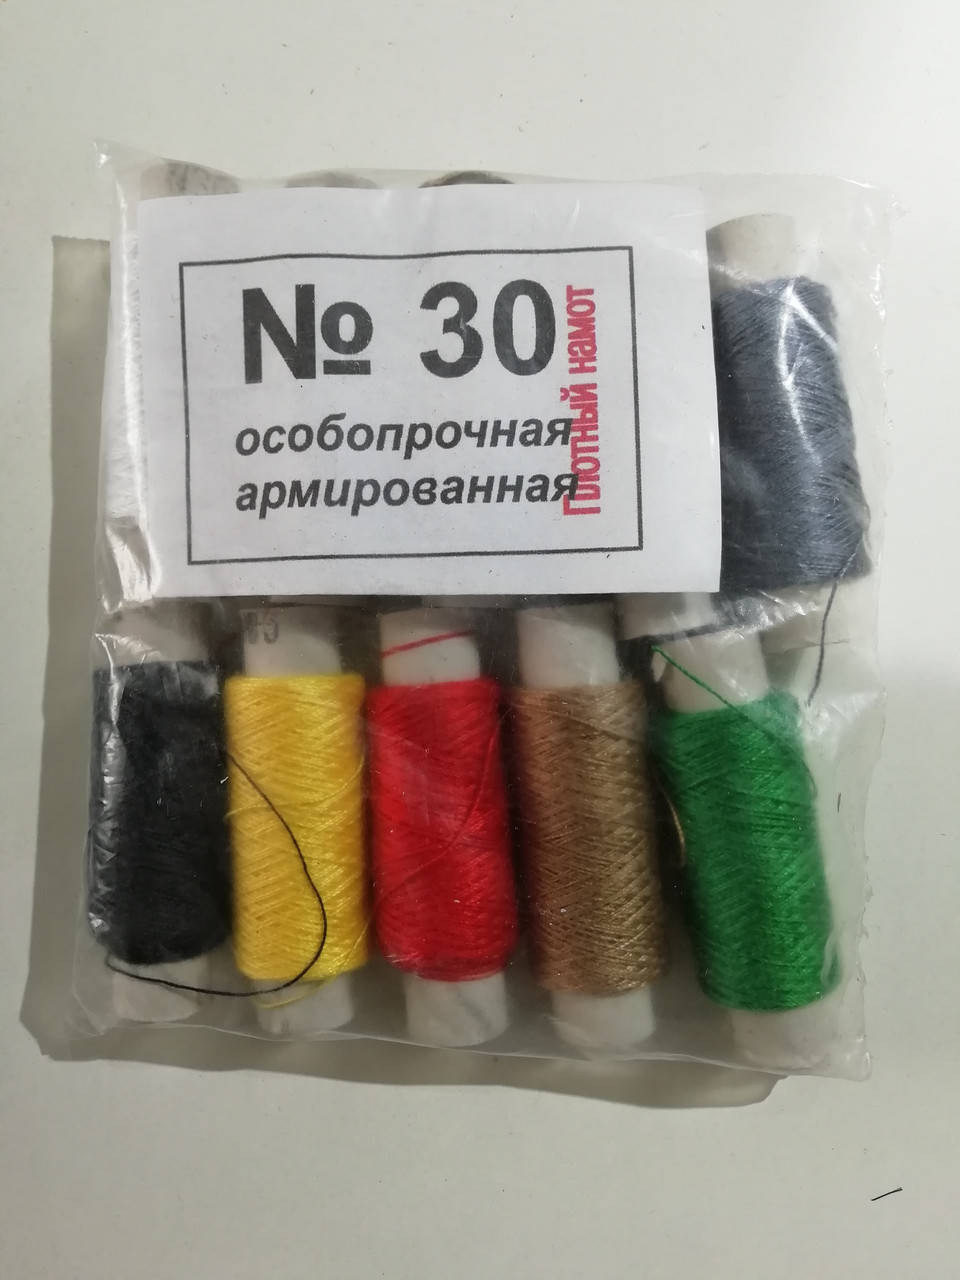 № 30
особопрочная
армированная
Плотный намот